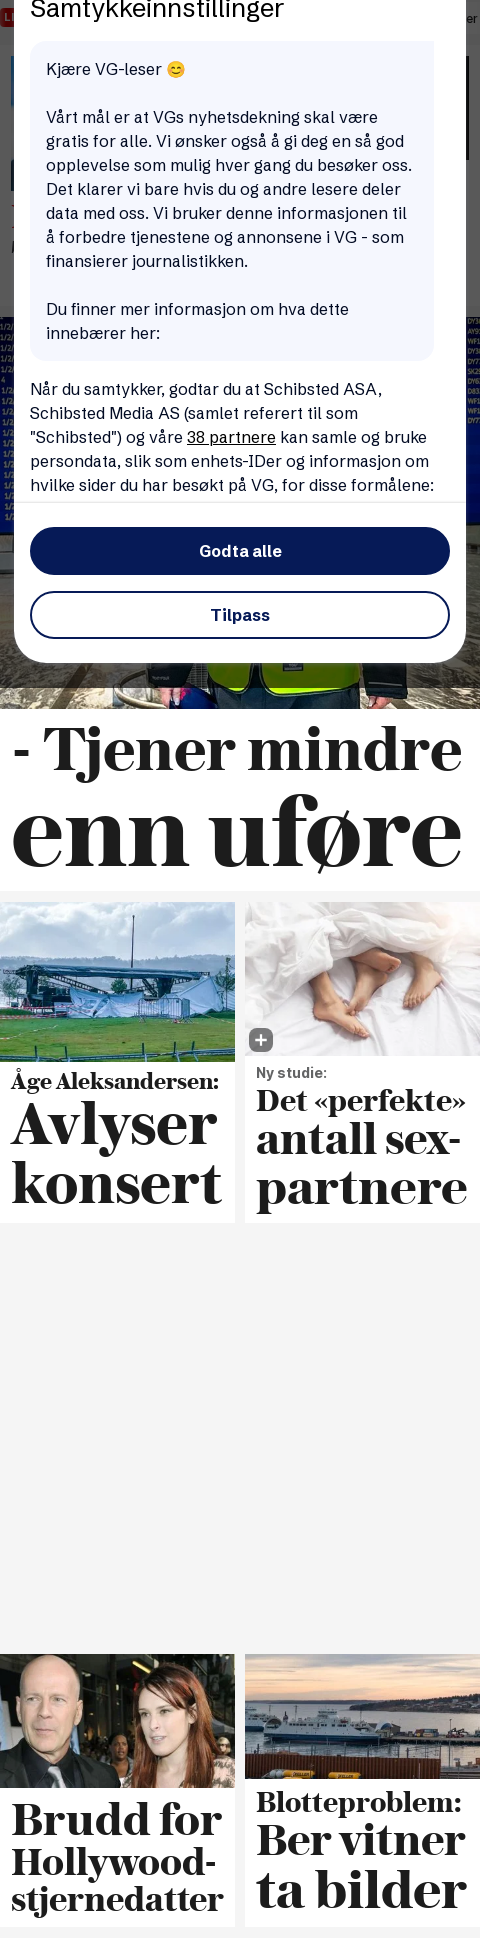 Samtykkeinnstillinger
Kjære VG-leser 😊
Vårt mål er at VGs nyhetsdekning skal være
gratis for alle. Vi ønsker også å gi deg en så god
opplevelse som mulig hver gang du besøker oss.
Det klarer vi bare hvis du og andre lesere deler
data med oss. Vi bruker denne informasjonen til
å forbedre tjenestene og annonsene i VG - som
finansierer journalistikken.
Du finner mer informasjon om hva dette
innebærer her:
Når du samtykker, godtar du at Schibsted ASA,
Schibsted Media AS (samlet referert til som
"Schibsted") og våre 38 partnere kan samle og bruke
persondata, slik som enhets-IDer og informasjon om
hvilke sider du har besøkt på VG, for disse formålene:
Godta alle
Tilpass
- Tjener mindre
enn uføre
Åge Aleksandersen:
Avlyser
konsert
Ny studie:
Det «perfekte»
antall sex-
partnere
Brudd for
Hollywood-
stjernedatter
Blotteproblem:
Ber vitner
ta bilder